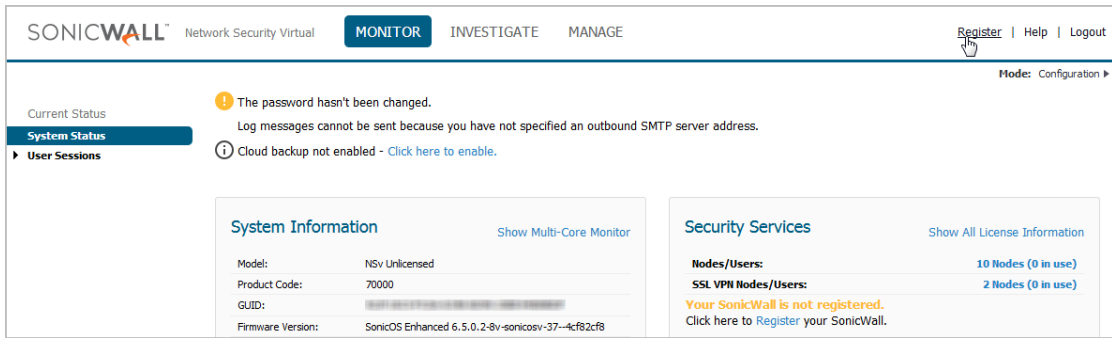 SONICWALL™ Network Security Virtual MONITOR INVESTIGATE MANAGE Register | Help | Logout
Mode: Configuration
Current Status
System Status
User Sessions
The password hasn't been changed.
Log messages cannot be sent because you have not specified an outbound SMTP server address.
Cloud backup not enabled - Click here to enable.
System Information Show Multi-Core Monitor
Model: NSv Unlicensed
Product Code: 70000
GUID:
Firmware Version: SonicOS Enhanced 6.5.0.2-8v-sonicosv-37--4cf82cf8
Security Services Show All License Information
Nodes/Users: 10 Nodes (0 in use)
SSL VPN Nodes/Users: 2 Nodes (0 in use)
Your SonicWall is not registered.
Click here to Register your SonicWall.